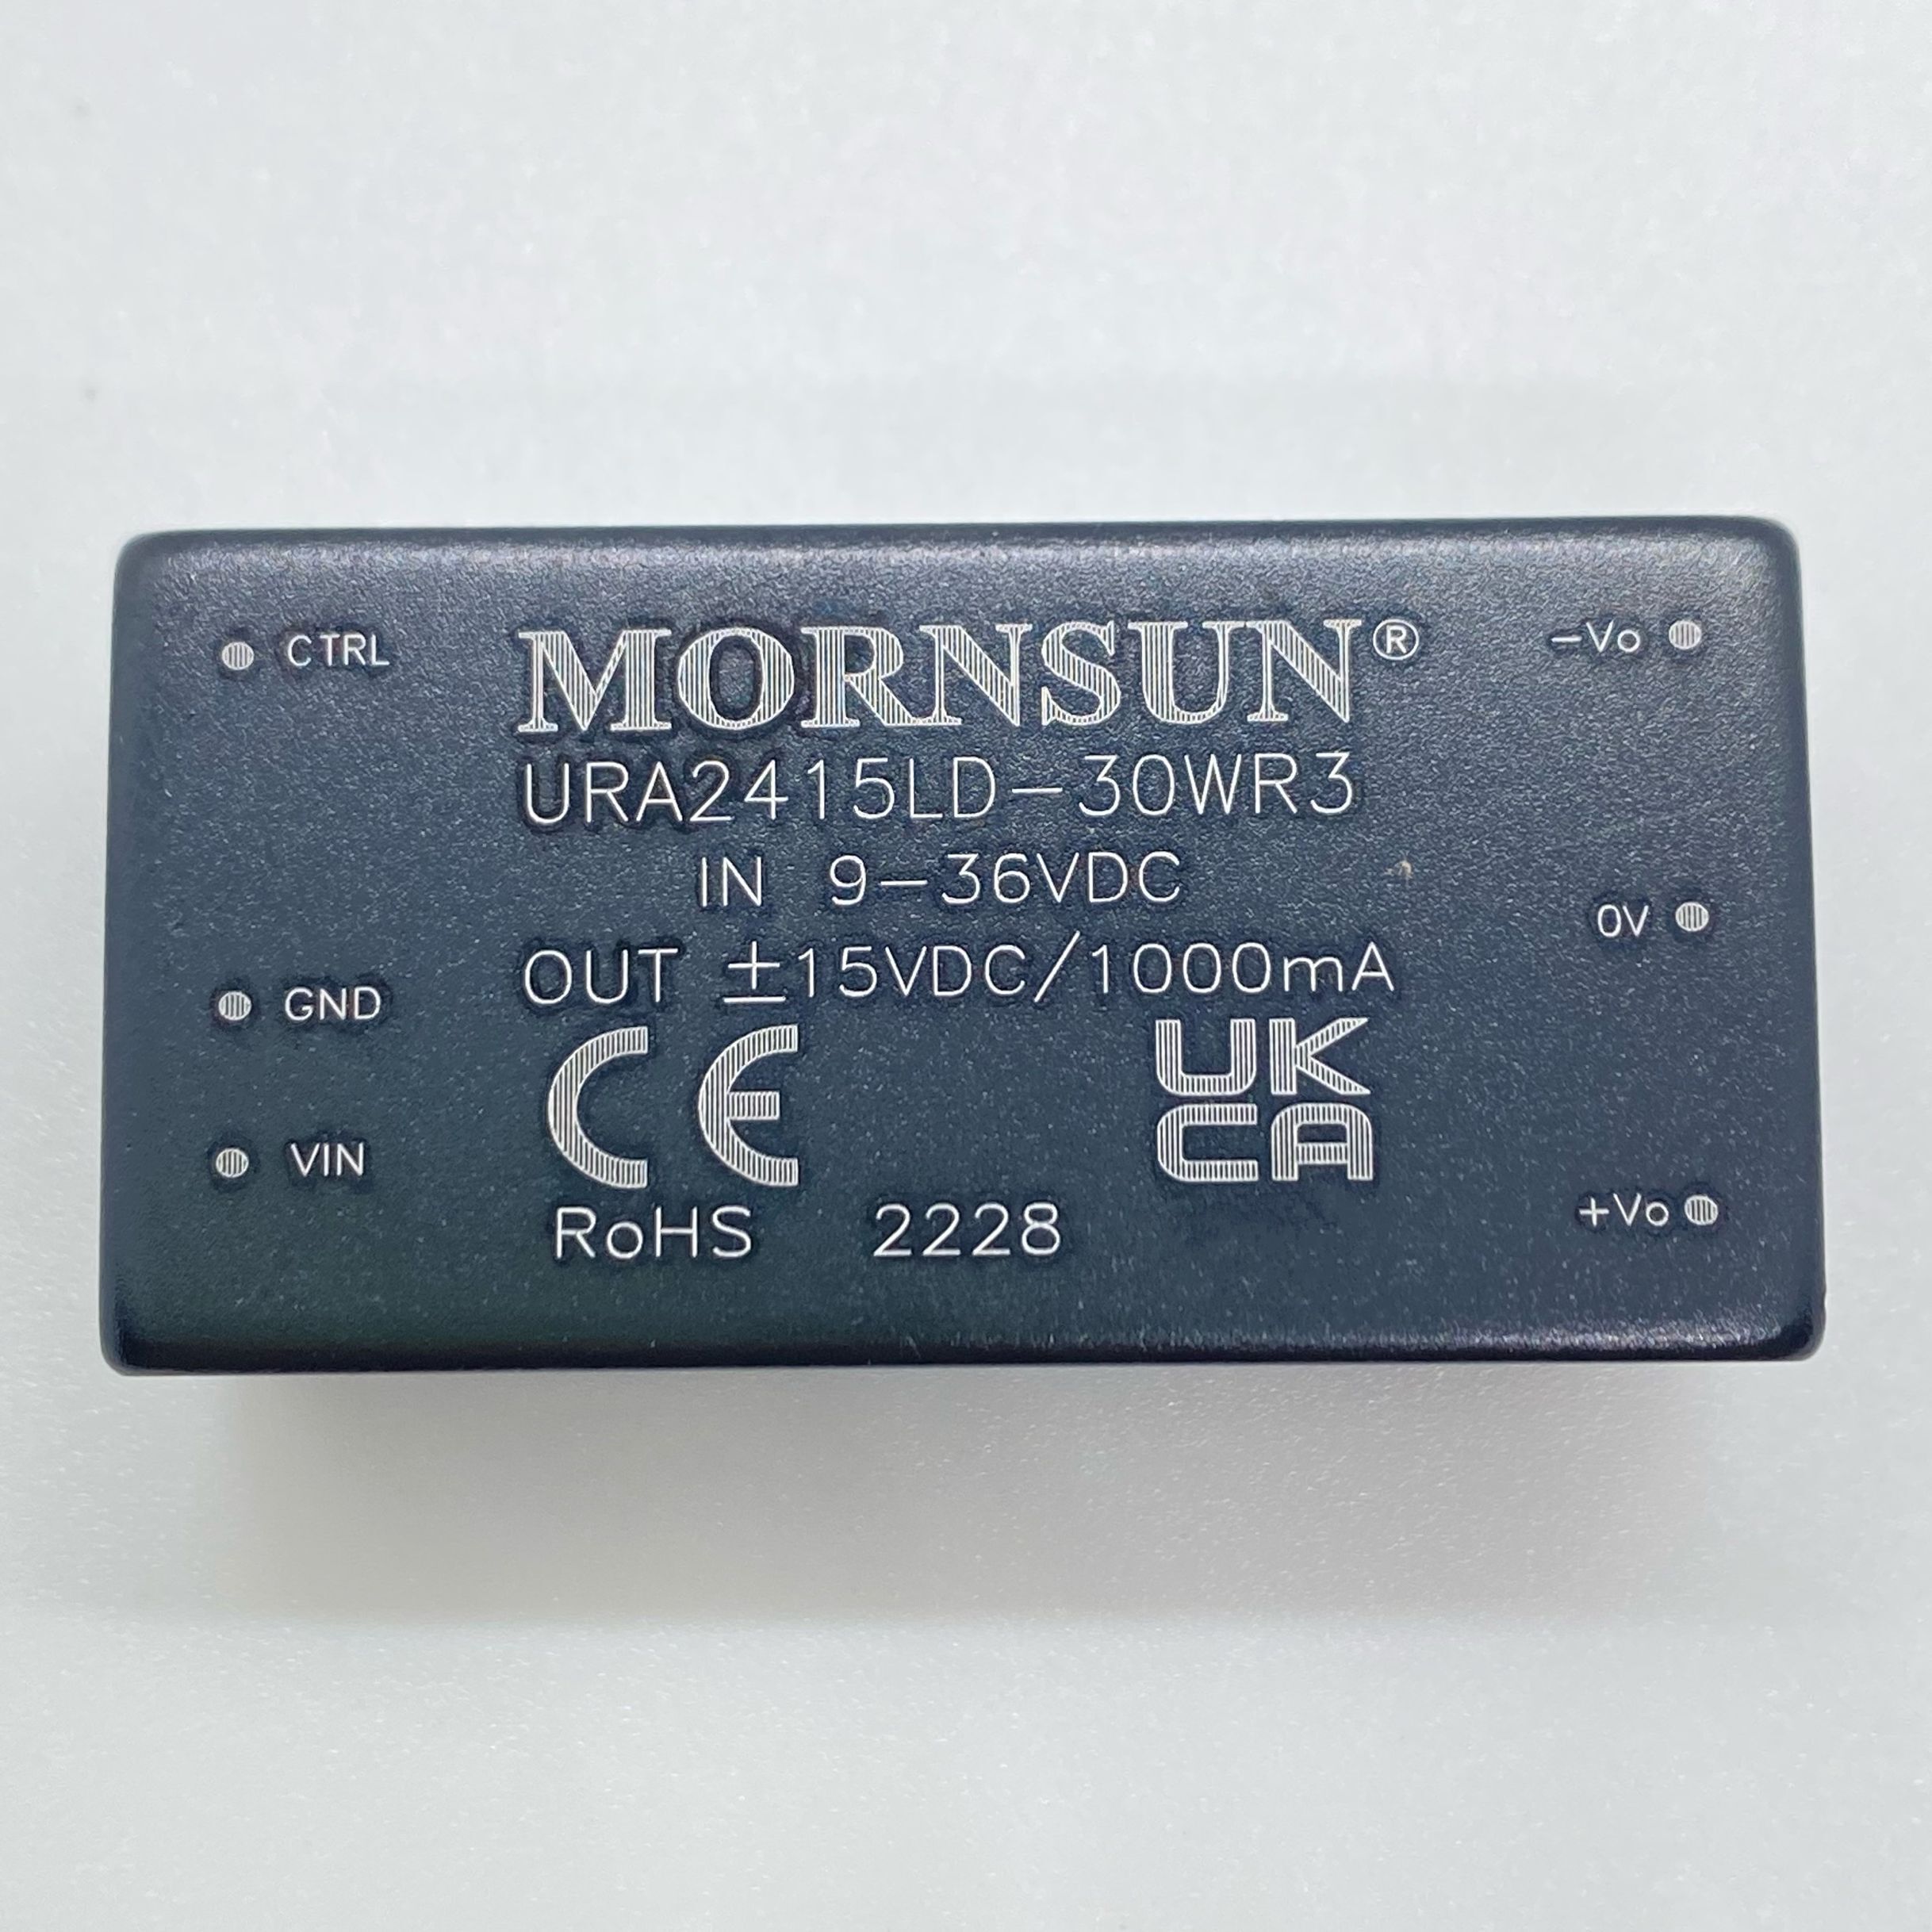 CTRL
MORNSUN®
-Vo
URA2415LD-30WR3
IN 9-36VDC
0V
OUT ±15VDC/1000mA
GND
CE
UK
CA
VIN
+Vo
RoHS 2228